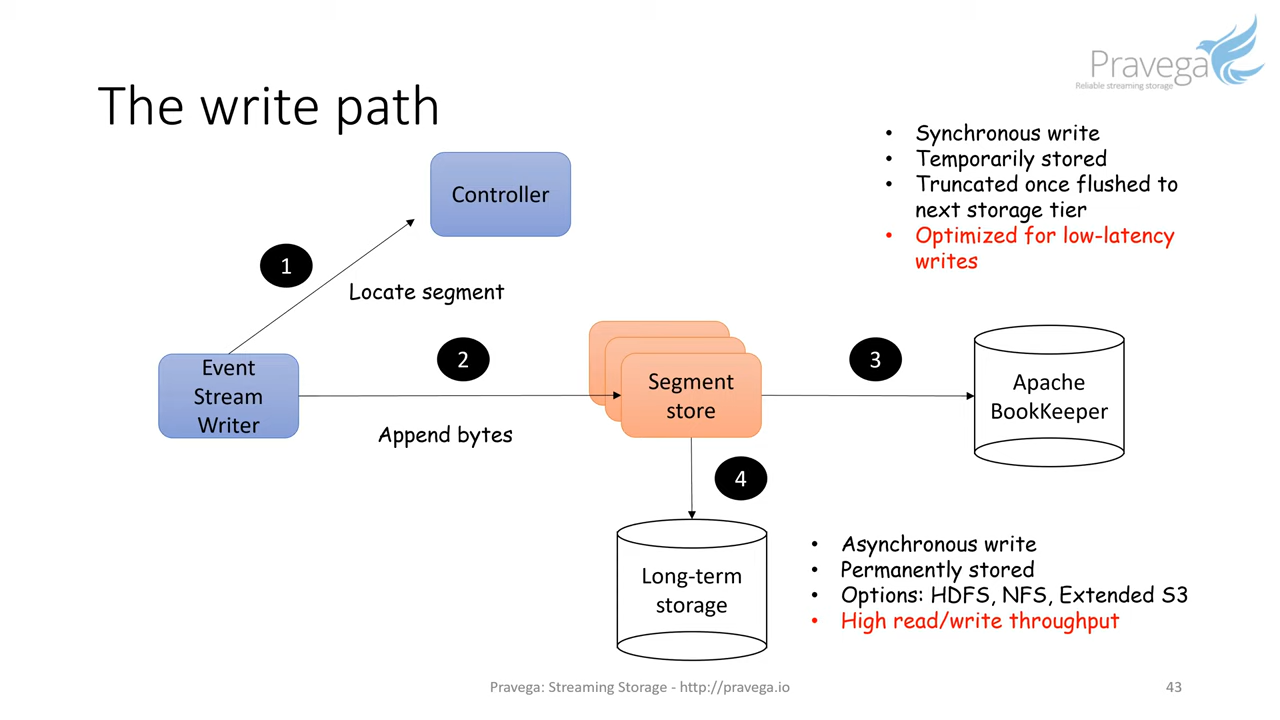 Pravega
Reliable streaming storage
The write path
• Synchronous write
• Temporarily stored
• Truncated once flushed to
next storage tier
• Optimized for low-latency
writes
Controller
1
Locate segment
Event
Stream
Writer
2
Append bytes
Segment
store
3
Apache
BookKeeper
4
Long-term
storage
• Asynchronous write
• Permanently stored
• Options: HDFS, NFS, Extended S3
• High read/write throughput
Pravega: Streaming Storage - http://pravega.io
43